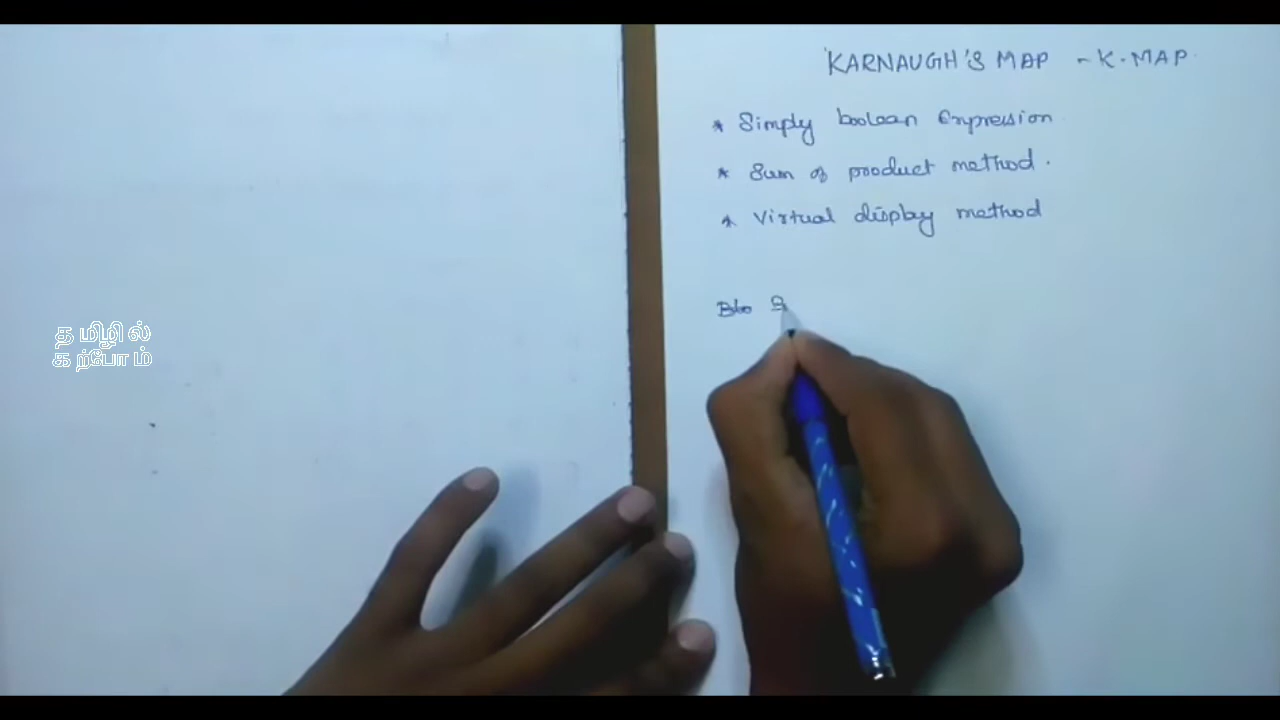 KARNAUGH'S MAP - K.MAP
* Simply boolean Expression
* Sum of product method.
* Virtual display method
தமிழில்
கற்போம்